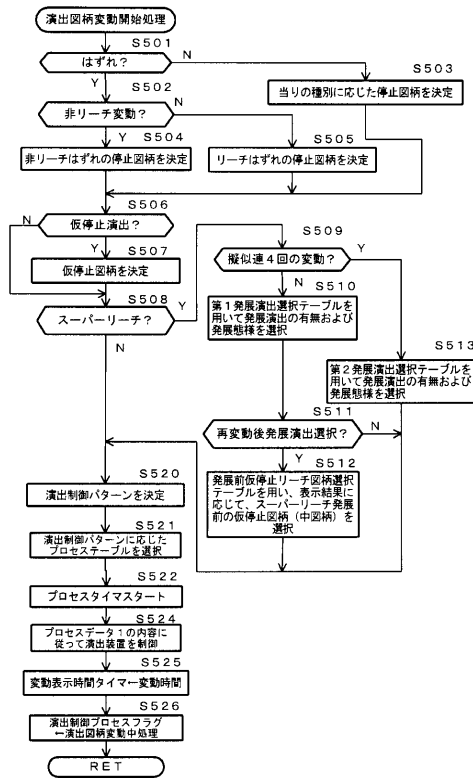 演出図柄変動開始処理
S501
はずれ？
N
Y
S502
S503
当りの種別に応じた停止図柄を決定
非リーチ変動？
N
Y
S504
S505
非リーチはずれの停止図柄を決定
リーチはずれの停止図柄を決定
S506
N
仮停止演出？
Y
S507
仮停止図柄を決定
S508
スーパーリーチ？
Y
N
S509
擬似連４回の変動？
Y
N
S510
第１発展演出選択テーブルを
用いて発展演出の有無および
発展態様を選択
S513
第２発展演出選択テーブルを
用いて発展演出の有無および
発展態様を選択
S511
再変動後発展演出選択？
N
Y
S512
発展前仮停止リーチ図柄選択
テーブルを用い、表示結果に
応じて、スーパーリーチ発展
前の仮停止図柄（中図柄）を
選択
S520
演出制御パターンを決定
S521
演出制御パターンに応じた
プロセステーブルを選択
S522
プロセスタイマスタート
S524
プロセスデータ１の内容に
従って演出装置を制御
S525
変動表示時間タイマ←変動時間
S526
演出制御プロセスフラグ
←演出図柄変動中処理
RET